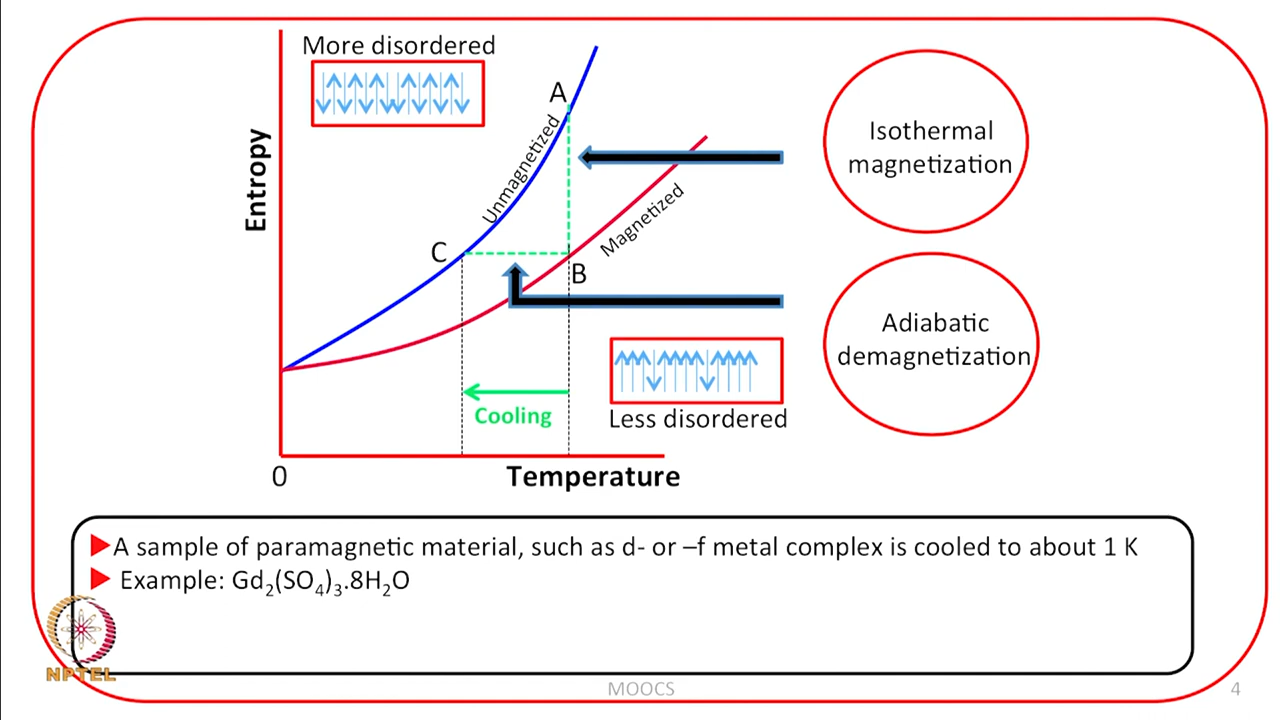 More disordered
A
Unmagnetized
Entropy
C
B
Magnetized
Isothermal
magnetization
Adiabatic
demagnetization
Cooling
Less disordered
0
Temperature
A sample of paramagnetic material, such as d- or –f metal complex is cooled to about 1 K
Example: Gd₂(SO₄)₃.8H₂O
NPTEL
MOOCS
4